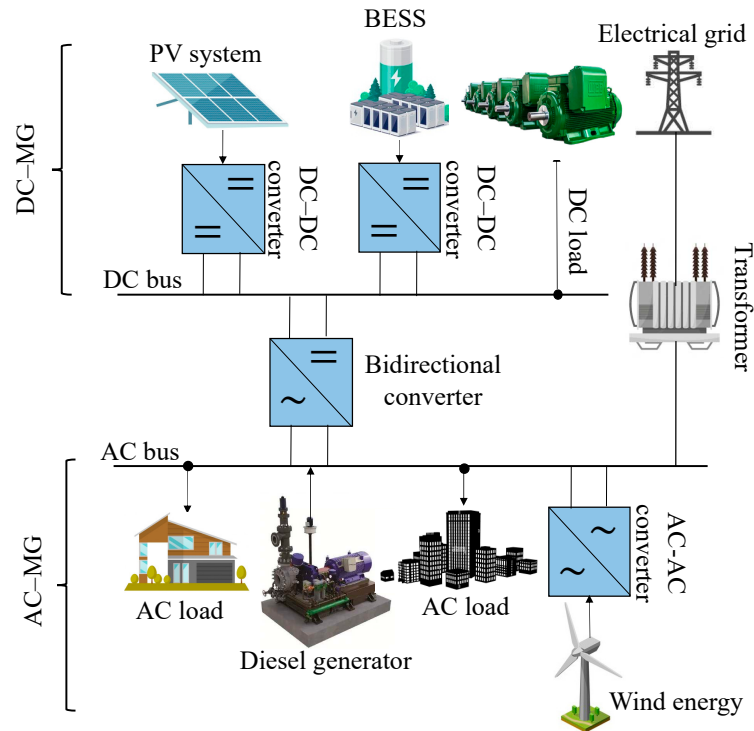 BESS
Electrical grid
PV system
DC–MG
DC–DC
converter
DC–DC
converter
DC load
Transformer
DC bus
Bidirectional
converter
AC bus
AC–MG
AC load
Diesel generator
AC load
AC-AC
converter
Wind energy